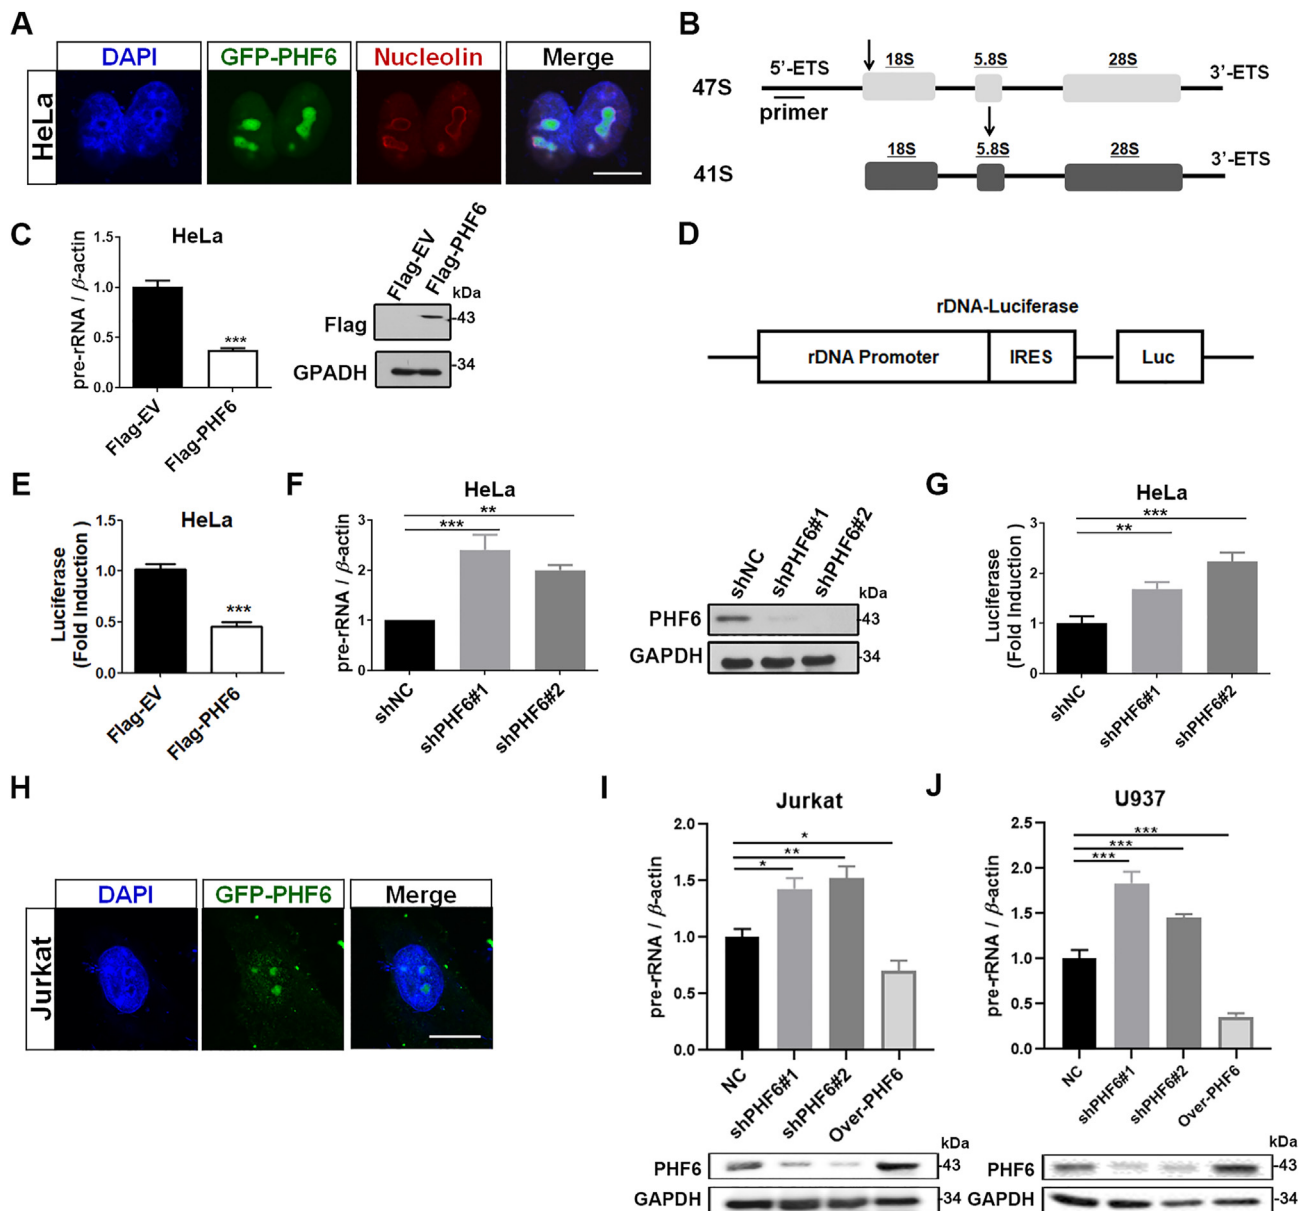 A
DAPI GFP-PHF6 Nucleolin Merge
HeLa
B
47S 5'-ETS 18S 5.8S 28S 3'-ETS
primer
41S 18S 5.8S 28S 3'-ETS
C
HeLa
pre-rRNA / β-actin
1.5
1.0
0.5
0.0
***
Flag-EV
Flag-PHF6
Flag-EV
Flag-PHF6
kDa
Flag -43
GPADH -34
D
rDNA-Luciferase
rDNA Promoter IRES Luc
E
HeLa
Luciferase
(Fold Induction )
1.5
1.0
0.5
0.0
***
Flag-EV
Flag-PHF6
F
HeLa
pre-rRNA / β-actin
3
2
1
0
**
***
shNC
shPHF6#1
shPHF6#2
shNC
shPHF6#1
shPHF6#2
kDa
PHF6 -43
GAPDH -34
G
HeLa
Luciferase
(Fold Induction )
3
2
1
0
***
**
shNC
shPHF6#1
shPHF6#2
H
DAPI GFP-PHF6 Merge
Jurkat
I
Jurkat
pre-rRNA / β-actin
2.0
1.5
1.0
0.5
0.0
*
**
*
NC
shPHF6#1
shPHF6#2
Over-PHF6
kDa
PHF6 -43
GAPDH -34
J
U937
pre-rRNA / β-actin
2.5
2.0
1.5
1.0
0.5
0.0
***
***
***
NC
shPHF6#1
shPHF6#2
Over-PHF6
kDa
PHF6 -43
GAPDH -34